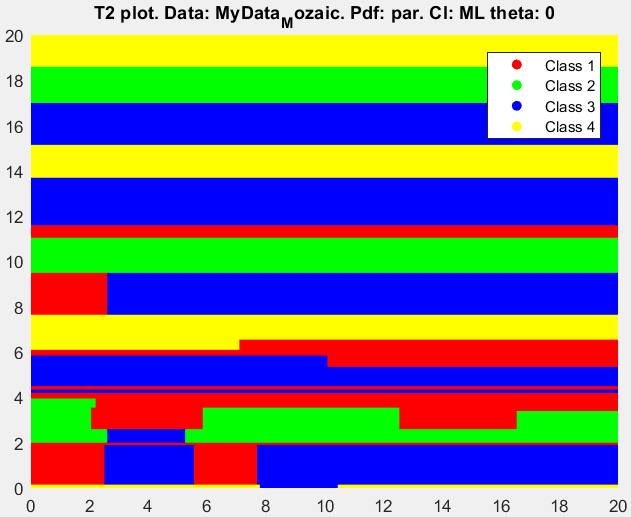 T2 plot. Data: MyData_Mozaic. Pdf: par. Cl: ML theta: 0
20
18
16
14
12
10
8
6
4
2
0
Class 1
Class 2
Class 3
Class 4
0 2 4 6 8 10 12 14 16 18 20